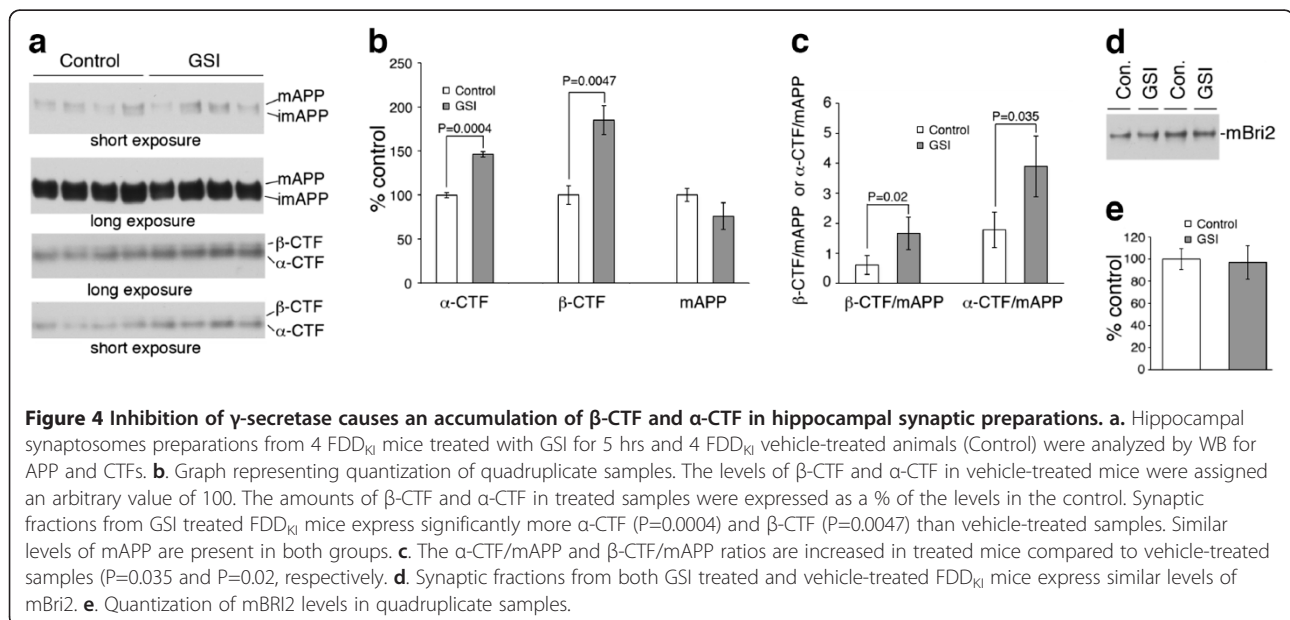 a
Control GSI
mAPP
imAPP
short exposure
mAPP
imAPP
long exposure
β-CTF
α-CTF
long exposure
β-CTF
α-CTF
short exposure
b
% control
250
200
150
100
50
0
Control
GSI
P=0.0004
P=0.0047
α-CTF β-CTF mAPP
c
β-CTF/mAPP or α-CTF/mAPP
6
5
4
3
2
1
0
Control
GSI
P=0.02
P=0.035
β-CTF/mAPP α-CTF/mAPP
d
Con. GSI Con. GSI
-mBri2
e
% control
120
100
80
60
40
20
0
Control
GSI
Figure 4 Inhibition of γ-secretase causes an accumulation of β-CTF and α-CTF in hippocampal synaptic preparations. a. Hippocampal
synaptosomes preparations from 4 FDDKI mice treated with GSI for 5 hrs and 4 FDDKI vehicle-treated animals (Control) were analyzed by WB for
APP and CTFs. b. Graph representing quantization of quadruplicate samples. The levels of β-CTF and α-CTF in vehicle-treated mice were assigned
an arbitrary value of 100. The amounts of β-CTF and α-CTF in treated samples were expressed as a % of the levels in the control. Synaptic
fractions from GSI treated FDDKI mice express significantly more α-CTF (P=0.0004) and β-CTF (P=0.0047) than vehicle-treated samples. Similar
levels of mAPP are present in both groups. c. The α-CTF/mAPP and β-CTF/mAPP ratios are increased in treated mice compared to vehicle-treated
samples (P=0.035 and P=0.02, respectively. d. Synaptic fractions from both GSI treated and vehicle-treated FDDKI mice express similar levels of
mBri2. e. Quantization of mBRI2 levels in quadruplicate samples.